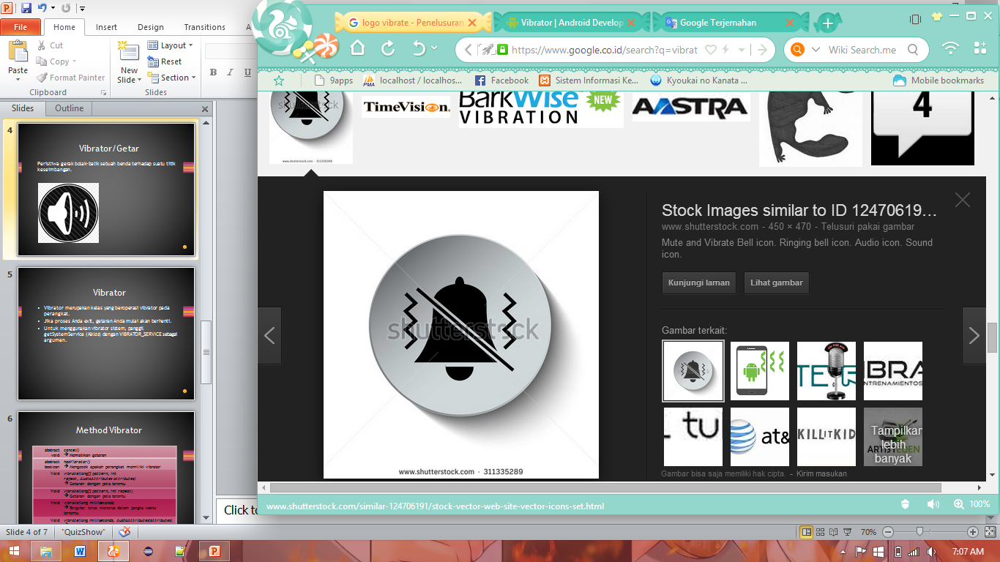 File Home Insert Design Transitions A
Paste
Cut
Copy
Format Painter
Clipboard
New
Slide
Layout
Reset
Section
Slides
B I U
Slides Outline
4
Vibrator/Getar
Peristiwa gerak bolak-balik sebuah benda terhadap suatu titik
keseimbangan.
5
Vibrator
Vibrator merupakan kelas yang beroperasi vibrator pada
perangkat.
Jika proses Anda exit, getaran Anda mulai akan berhenti.
Untuk menggunakan vibrator sistem, panggil
getSystemService (Kelas) dengan VIBRATOR_SERVICE sebagai
argumen.
6
Method Vibrator
abstract cancel()
void Mematikan getaran
abstract hasVibrator()
boolean Mengecek apakah perangkat memiliki vibrator
Void vibrate(long[] pattern, int
repeat, AudioAttributes attributes)
Getaran dengan pola tertentu
Void vibrate(long[] pattern, int repeat)
Getaran dengan pola tertentu
Void vibrate(long milliseconds)
Bergetar terus menerus dalam jangka waktu
tertentu
Void vibrate(long milliseconds, AudioAttributes attributes)
Click to
Slide 4 of 7 "QuizShow" 70%
logo vibrate - Penelusuran
Vibrator | Android Develop
Google Terjemahan
https://www.google.co.id/search?q=vibrat
Wiki Search.me
9apps
localhost / localhos...
Facebook
Sistem Informasi Ke...
Kyoukai no Kanata ...
Mobile bookmarks
shutterstock
www.shutterstock.com · 311335289
TimeVision
BarkWise
VIBRATION
NEW
AASTRA
4
shutterstock
www.shutterstock.com · 311335289
Stock Images similar to ID 12470619...
www.shutterstock.com - 450 × 470 - Telusuri pakai gambar
Mute and Vibrate Bell icon. Ringing bell icon. Audio icon. Sound
icon.
Kunjungi laman Lihat gambar
Gambar terkait:
IBRA
ENTRENAMIENTOS
tu
at&
KILLITKID
ARTISTEDEN
Tampilkan
lebih
banyak
Gambar bisa saja memiliki hak cipta. - Kirim masukan
www.shutterstock.com/similar-124706191/stock-vector-web-site-vector-icons-set.html
100%
7:07 AM